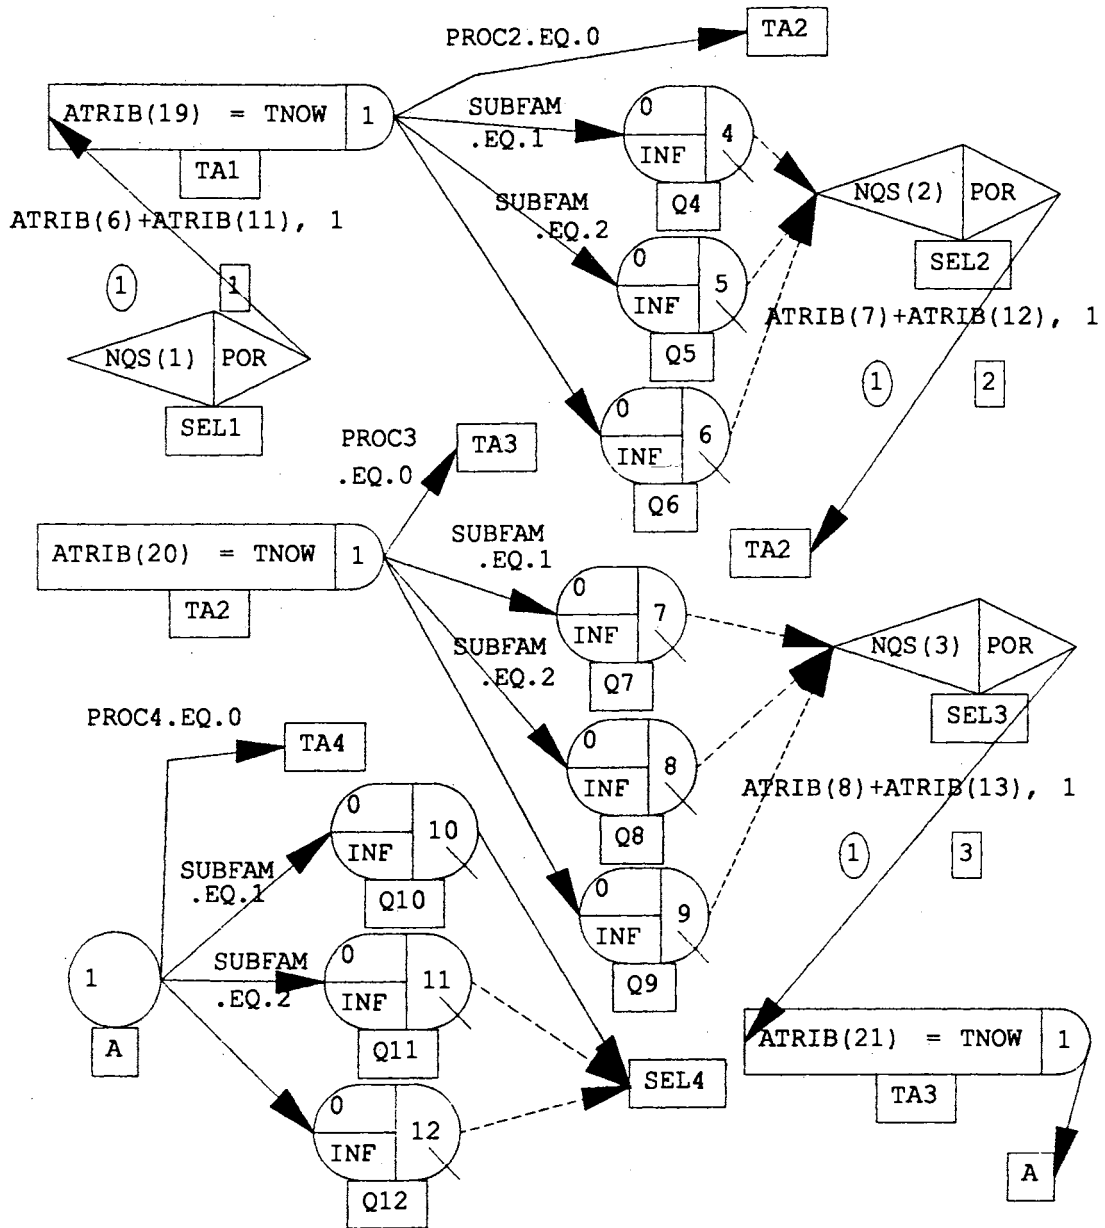 PROC2.EQ.0
TA2
ATRIB(19) = TNOW
1
TA1
SUBFAM
.EQ.1
0
INF
4
Q4
NQS(2)
POR
SEL2
SUBFAM
.EQ.2
0
INF
5
Q5
ATRIB(6)+ATRIB(11), 1
1
1
NQS(1)
POR
SEL1
ATRIB(7)+ATRIB(12), 1
1
2
0
INF
6
Q6
PROC3
.EQ.0
TA3
TA2
ATRIB(20) = TNOW
1
TA2
SUBFAM
.EQ.1
0
INF
7
Q7
NQS(3)
POR
SEL3
SUBFAM
.EQ.2
0
INF
8
Q8
ATRIB(8)+ATRIB(13), 1
1
3
PROC4.EQ.0
TA4
0
INF
10
Q10
SUBFAM
.EQ.1
0
INF
9
Q9
1
A
SUBFAM
.EQ.2
0
INF
11
Q11
SEL4
ATRIB(21) = TNOW
1
TA3
0
INF
12
Q12
A